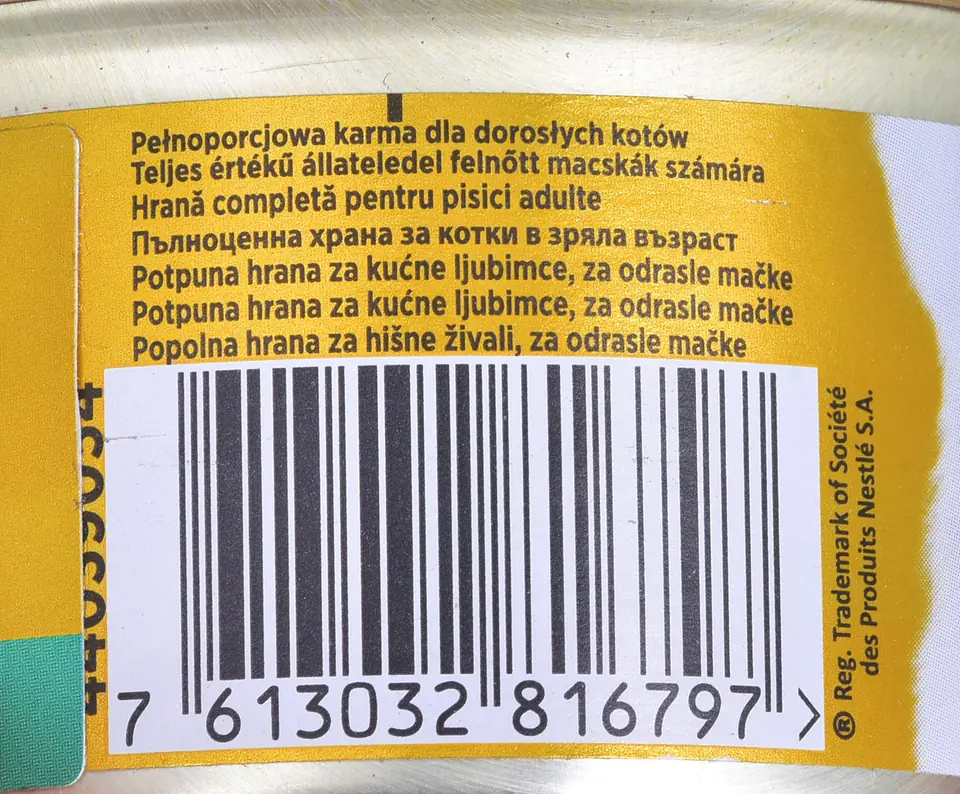 Pełnoporcjowa karma dla dorosłych kotów
Teljes értékű állateledel felnőtt macskák számára
Hrană completă pentru pisici adulte
Пълноценна храна за котки в зряла възраст
Potpuna hrana za kućne ljubimce, za odrasle mačke
Potpuna hrana za kućne ljubimce, za odrasle mačke
Popolna hrana za hišne živali, za odrasle mačke
7 613032 816797 >
® Reg. Trademark of Société
des Produits Nestlé S.A.